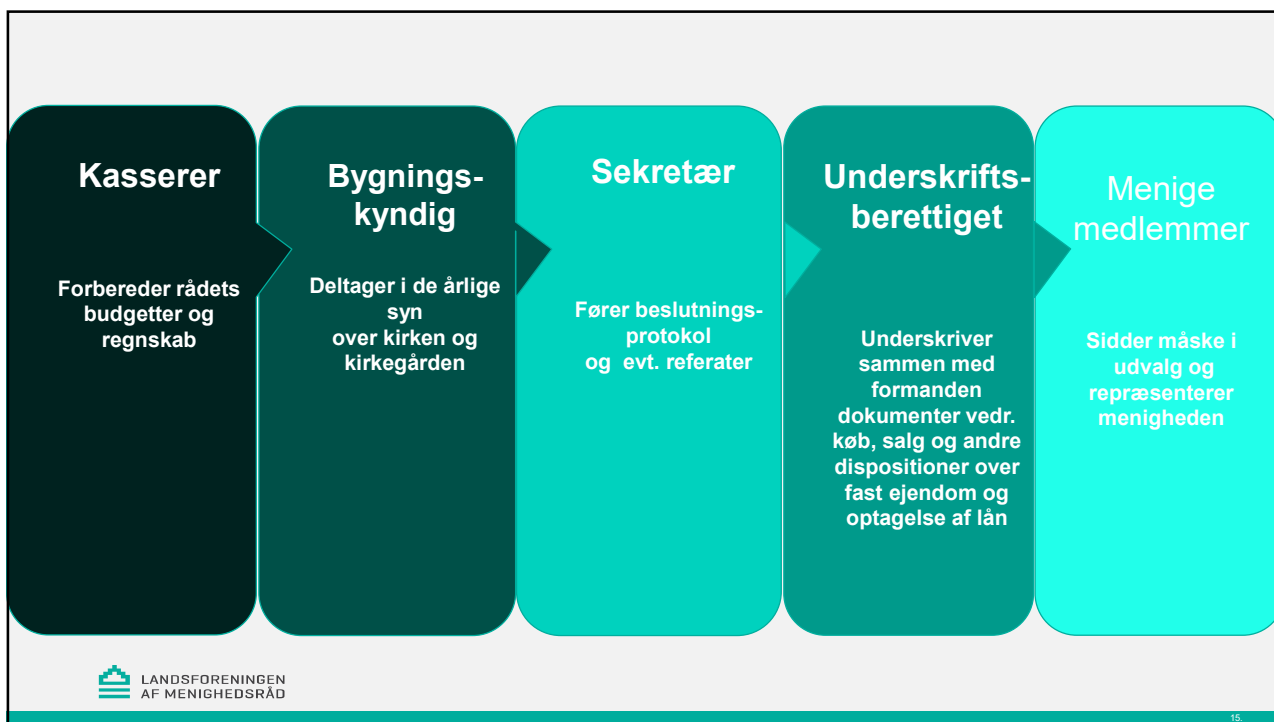 Kasserer
Forbereder rådets
budgetter og
regnskab
Bygnings-
kyndig
Deltager i de årlige
syn
over kirken og
kirkegården
Sekretær
Fører beslutnings-
protokol
og evt. referater
Underskrifts-
berettiget
Underskriver
sammen med
formanden
dokumenter vedr.
køb, salg og andre
dispositioner over
fast ejendom og
optagelse af lån
Menige
medlemmer
Sidder måske i
udvalg og
repræsenterer
menigheden
LANDSFORENINGEN
AF MENIGHEDSRÅD
15.